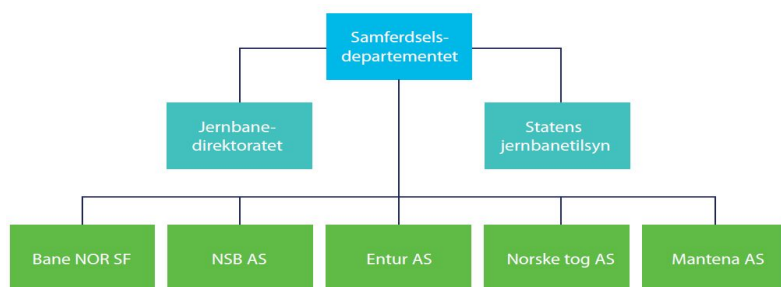 Samferdsels-
departementet
Jernbane-
direktoratet
Statens
jernbanetilsyn
Bane NOR SF
NSB AS
Entur AS
Norske tog AS
Mantena AS